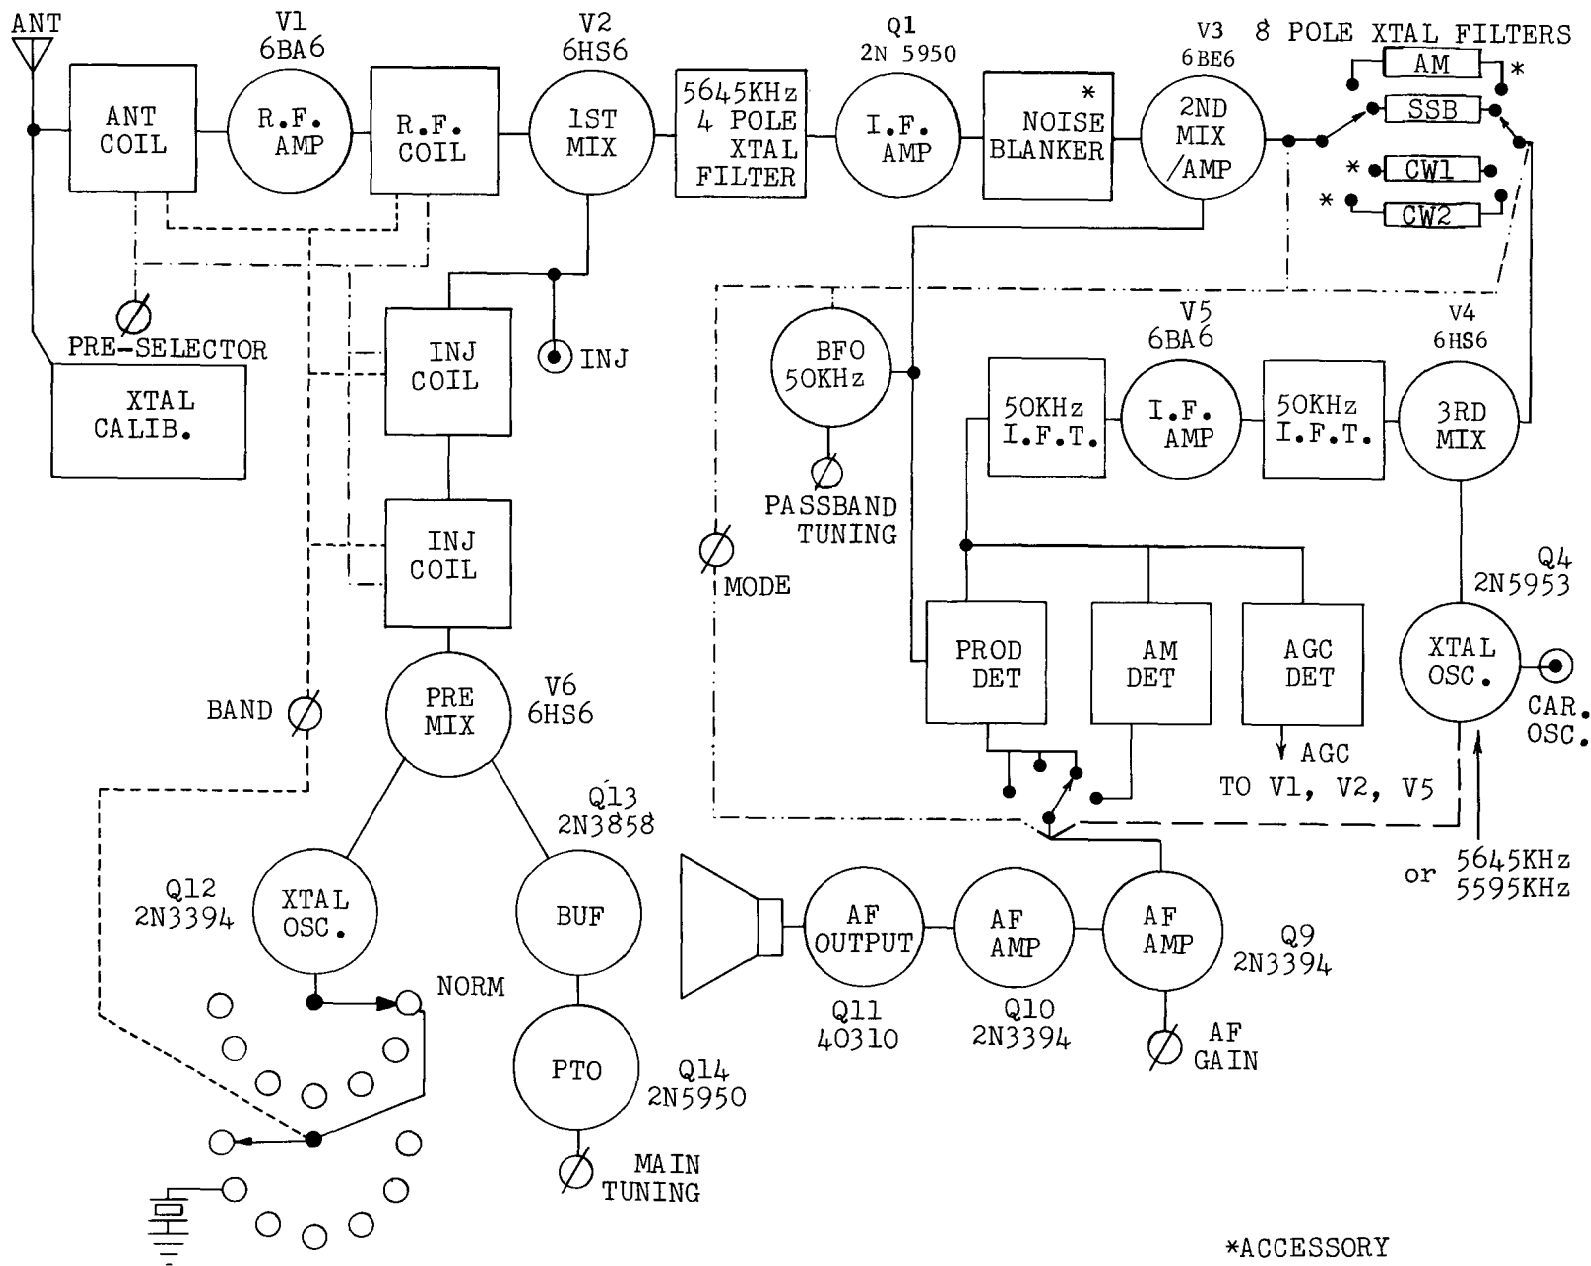 ANT
V1
6BA6
V2
6HS6
Q1
2N 5950
V3
6BE6
8 POLE XTAL FILTERS
ANT
COIL
R.F.
AMP
R.F.
COIL
1ST
MIX
5645KHz
4 POLE
XTAL
FILTER
I.F.
AMP
*
NOISE
BLANKER
2ND
MIX
/AMP
AM
*
SSB
*
CW1
*
CW2
PRE-SELECTOR
XTAL
CALIB.
INJ
COIL
INJ
BFO
50KHz
PASSBAND
TUNING
50KHz
I.F.T.
V5
6BA6
I.F.
AMP
50KHz
I.F.T.
V4
6HS6
3RD
MIX
INJ
COIL
MODE
Q4
2N5953
PROD
DET
AM
DET
AGC
DET
XTAL
OSC.
CAR.
OSC.
BAND
PRE
MIX
V6
6HS6
AGC
TO V1, V2, V5
5645KHz
or 5595KHz
Q13
2N3858
Q12
2N3394
XTAL
OSC.
BUF
AF
OUTPUT
AF
AMP
AF
AMP
Q9
2N3394
Q11
40310
Q10
2N3394
AF
GAIN
NORM
PTO
Q14
2N5950
MAIN
TUNING
*ACCESSORY